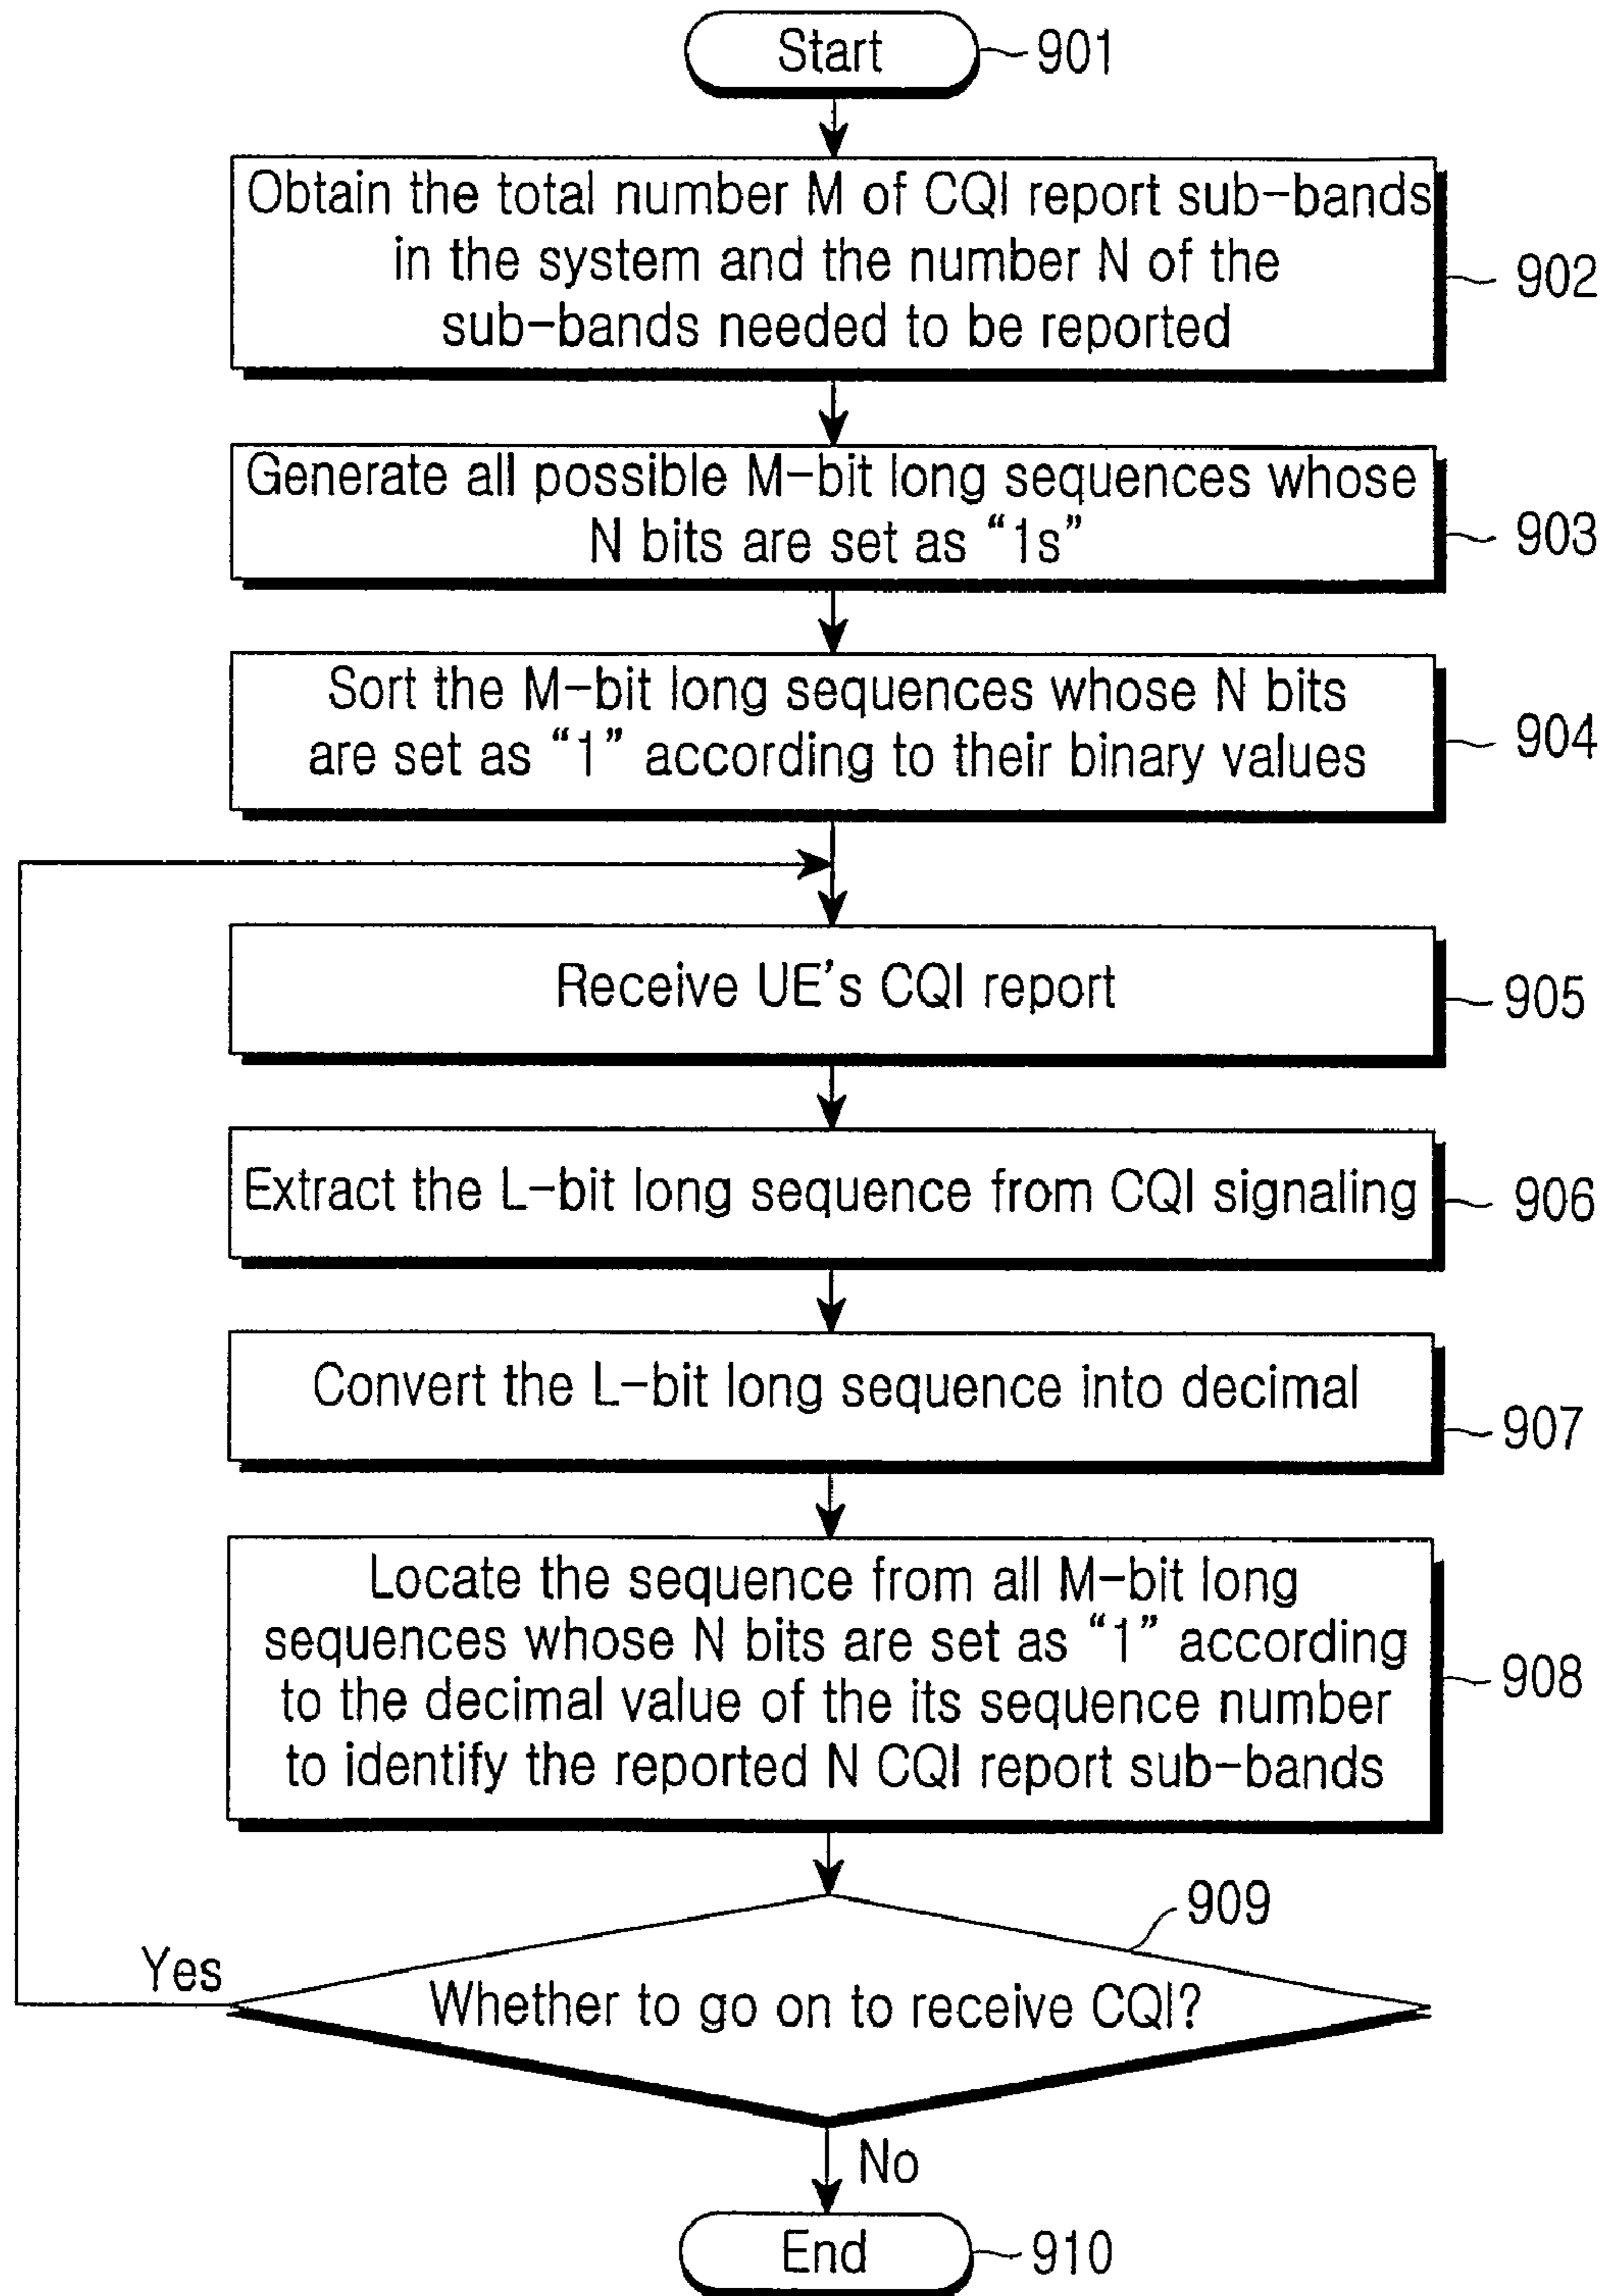 Start
901
Obtain the total number M of CQI report sub-bands
in the system and the number N of the
sub-bands needed to be reported
902
Generate all possible M-bit long sequences whose
N bits are set as “1s”
903
Sort the M-bit long sequences whose N bits
are set as “1” according to their binary values
904
Receive UE's CQI report
905
Extract the L-bit long sequence from CQI signaling
906
Convert the L-bit long sequence into decimal
907
Locate the sequence from all M-bit long
sequences whose N bits are set as “1” according
to the decimal value of the its sequence number
to identify the reported N CQI report sub-bands
908
909
Yes
Whether to go on to receive CQI?
No
End
910